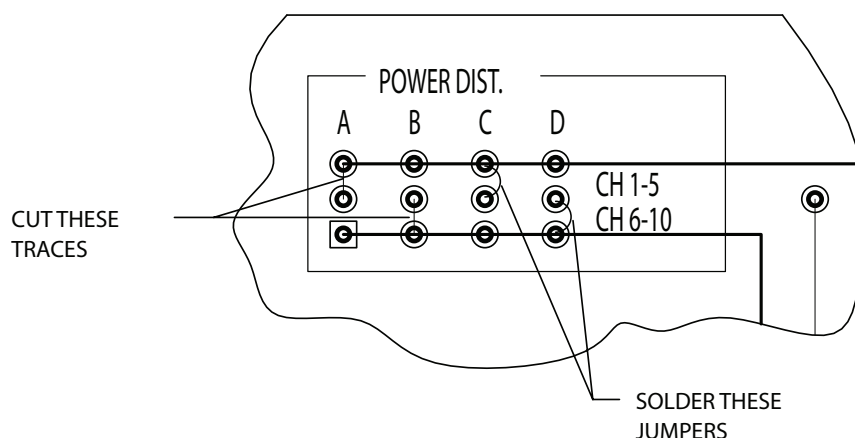 POWER DIST.
A B C D
CH 1-5
CH 6-10
CUT THESE
TRACES
SOLDER THESE
JUMPERS